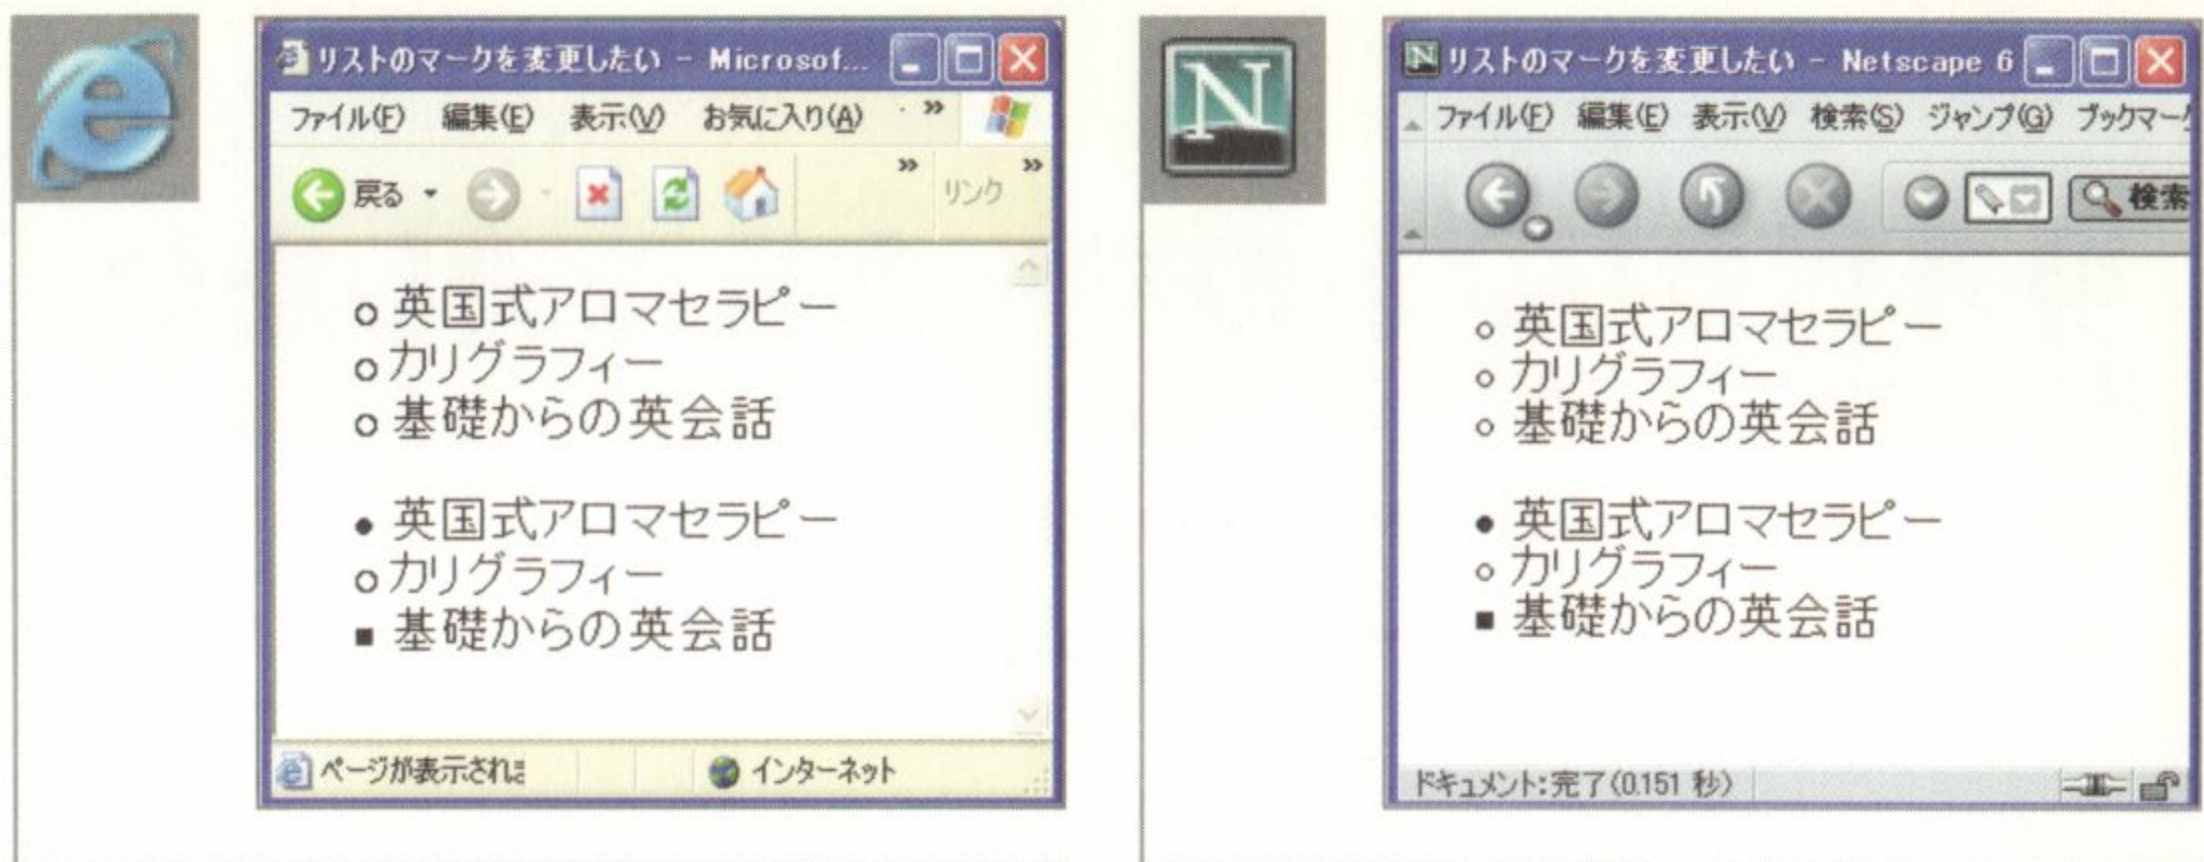 リストのマークを変更したい - Microsof...
ファイル(F) 編集(E) 表示(V) お気に入り(A) »
戻る » リンク »
英国式アロマセラピー
カリグラフィー
基礎からの英会話
英国式アロマセラピー
カリグラフィー
基礎からの英会話
ページが表示され
インターネット
N
リストのマークを変更したい - Netscape 6
ファイル(F) 編集(E) 表示(V) 検索(S) ジャンプ(G) ブックマーク
検索
英国式アロマセラピー
カリグラフィー
基礎からの英会話
英国式アロマセラピー
カリグラフィー
基礎からの英会話
ドキュメント:完了(0.151 秒)